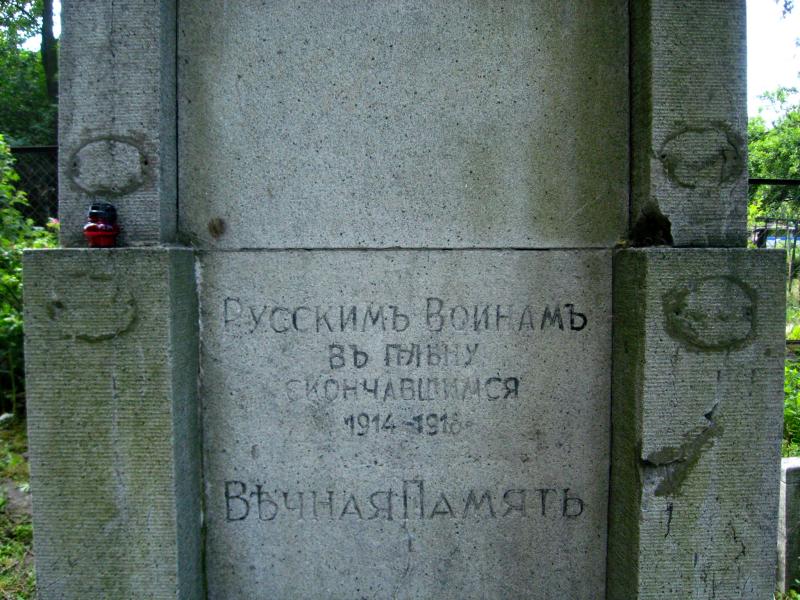 Русскимъ Воинамъ
въ плѣну
скончавшимся
1914-1918
Вѣчная Память